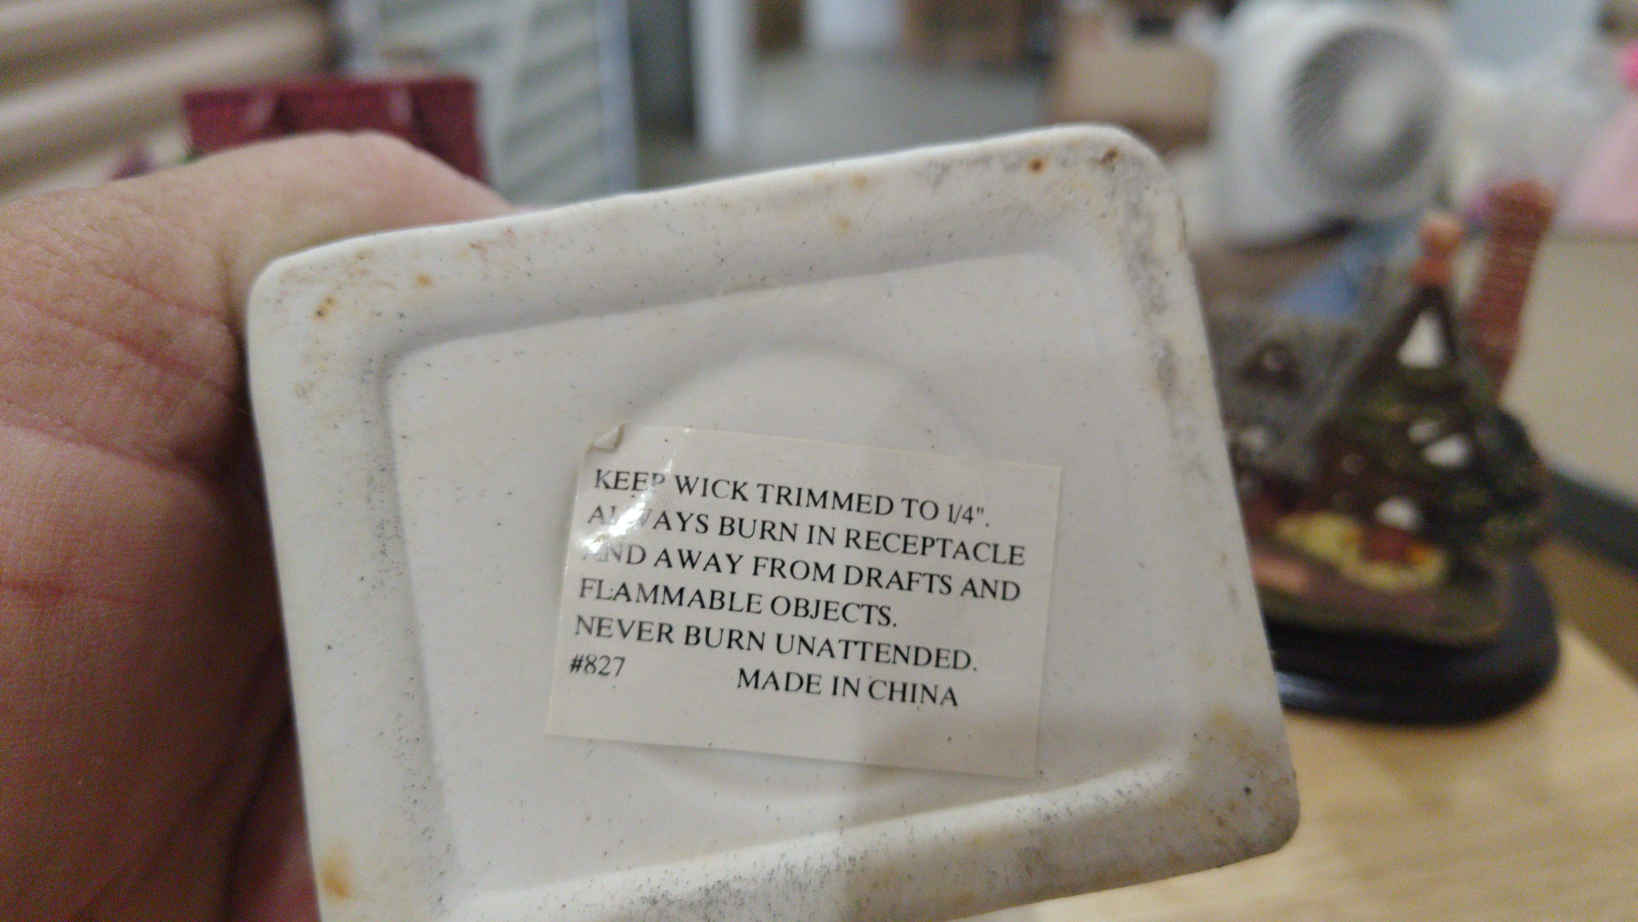 KEEP WICK TRIMMED TO 1/4".
ALWAYS BURN IN RECEPTACLE
AND AWAY FROM DRAFTS AND
FLAMMABLE OBJECTS.
NEVER BURN UNATTENDED.
#827 MADE IN CHINA